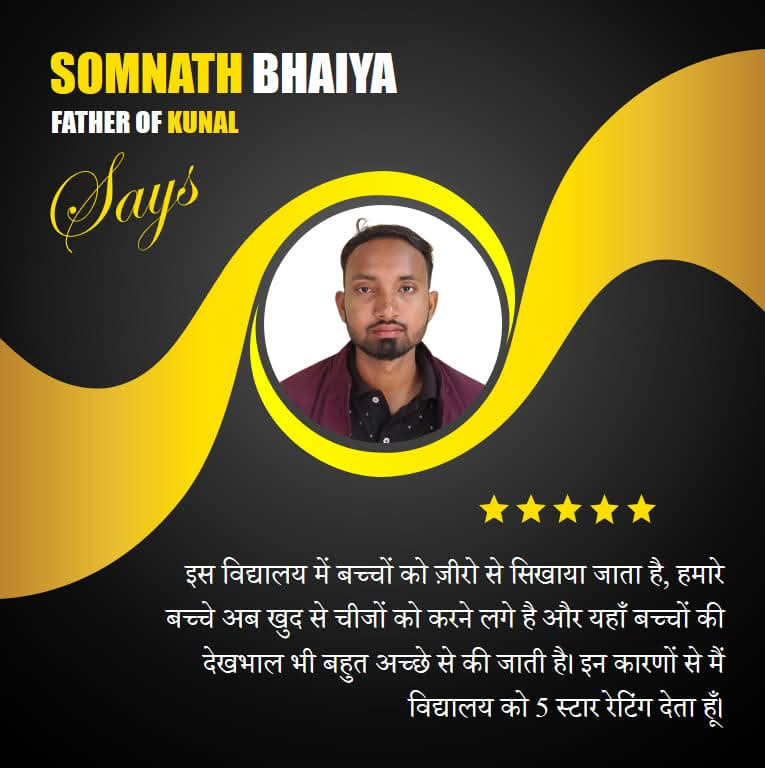 SOMNATH BHAIYA
FATHER OF KUNAL
Says
इस विद्यालय में बच्चों को ज़ीरो से सिखाया जाता है, हमारे
बच्चे अब खुद से चीजों को करने लगे है और यहाँ बच्चों की
देखभाल भी बहुत अच्छे से की जाती है। इन कारणों से मैं
विद्यालय को 5 स्टार रेटिंग देता हूँ।